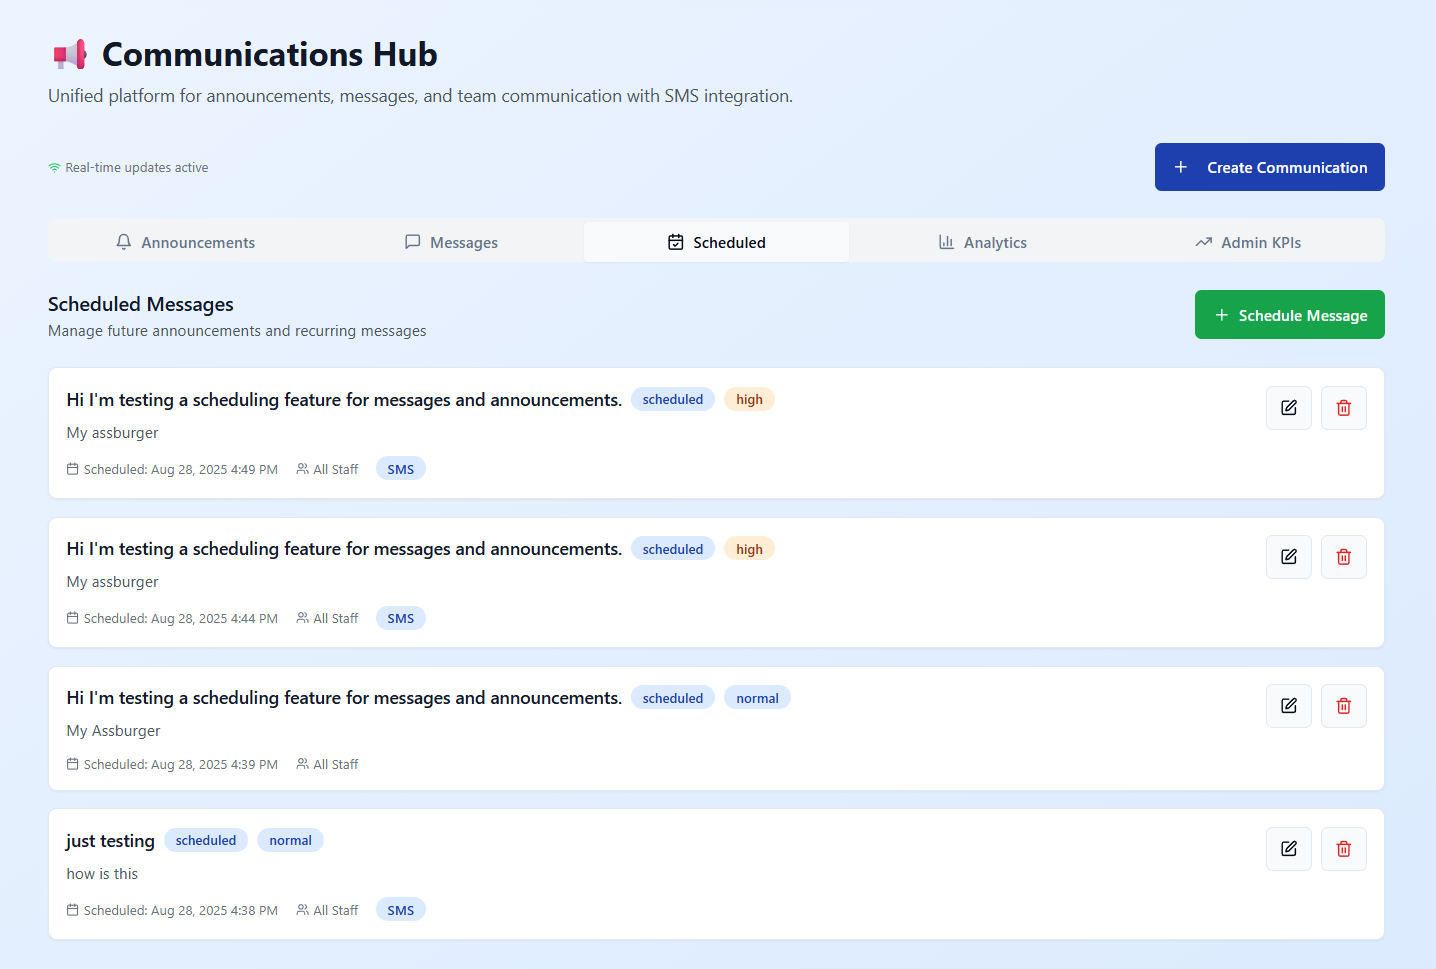 Communications Hub
Unified platform for announcements, messages, and team communication with SMS integration.
Real-time updates active
Create Communication
Announcements
Messages
Scheduled
Analytics
Admin KPIs
Scheduled Messages
Manage future announcements and recurring messages
Schedule Message
Hi I'm testing a scheduling feature for messages and announcements. scheduled high
My assburger
Scheduled: Aug 28, 2025 4:49 PM All Staff SMS
Hi I'm testing a scheduling feature for messages and announcements. scheduled high
My assburger
Scheduled: Aug 28, 2025 4:44 PM All Staff SMS
Hi I'm testing a scheduling feature for messages and announcements. scheduled normal
My Assburger
Scheduled: Aug 28, 2025 4:39 PM All Staff
just testing scheduled normal
how is this
Scheduled: Aug 28, 2025 4:38 PM All Staff SMS